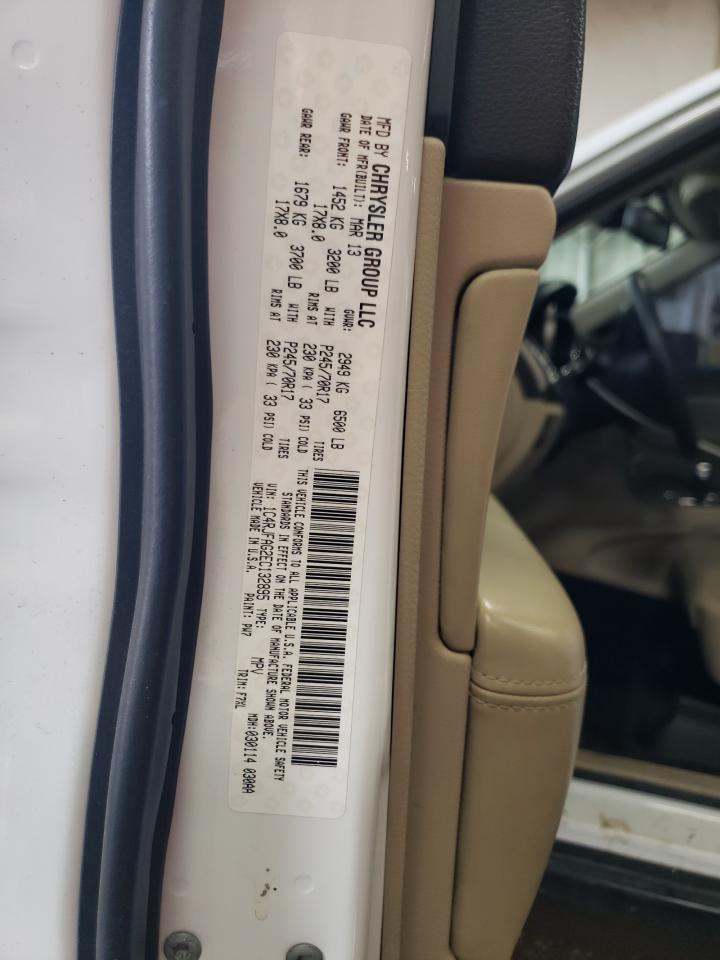 MFD BY CHRYSLER GROUP LLC
DATE OF MFR(BUILT): MAR 13 GVWR: 2949 KG 6500 LB
GAWR FRONT: 1452 KG 3200 LB WITH P245/70R17 TIRES
17X8.0 RIMS AT 230 KPA ( 33 PSI) COLD
GAWR REAR: 1679 KG 3700 LB WITH P245/70R17 TIRES
17X8.0 RIMS AT 230 KPA ( 33 PSI) COLD
THIS VEHICLE CONFORMS TO ALL APPLICABLE U.S.A. FEDERAL MOTOR VEHICLE SAFETY
STANDARDS IN EFFECT ON THE DATE OF MANUFACTURE SHOWN ABOVE.
VIN: 1C4RJFAG2EC132895 TYPE: MPV MDH:030114 030AA
VEHICLE MADE IN U.S.A. PAINT: PW7 TRIM: F7XL